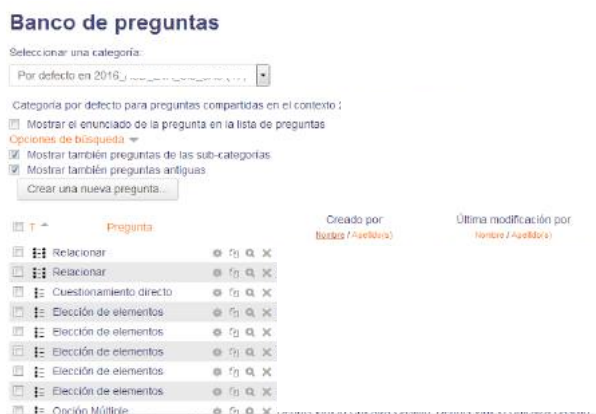 Banco de preguntas
Seleccionar una categoría:
Por defecto en 2016_
Categoría por defecto para preguntas compartidas en el contexto
Mostrar el enunciado de la pregunta en la lista de preguntas
Opciones de búsqueda
Mostrar también preguntas de las sub-categorías
Mostrar también preguntas antiguas
Crear una nueva pregunta...
T Pregunta Creado por Última modificación por
Nombre / Apellido(s) Nombre / Apellido(s)
Relacionar
Relacionar
Cuestionamiento directo
Elección de elementos
Elección de elementos
Elección de elementos
Elección de elementos
Elección de elementos
Opción Múltiple